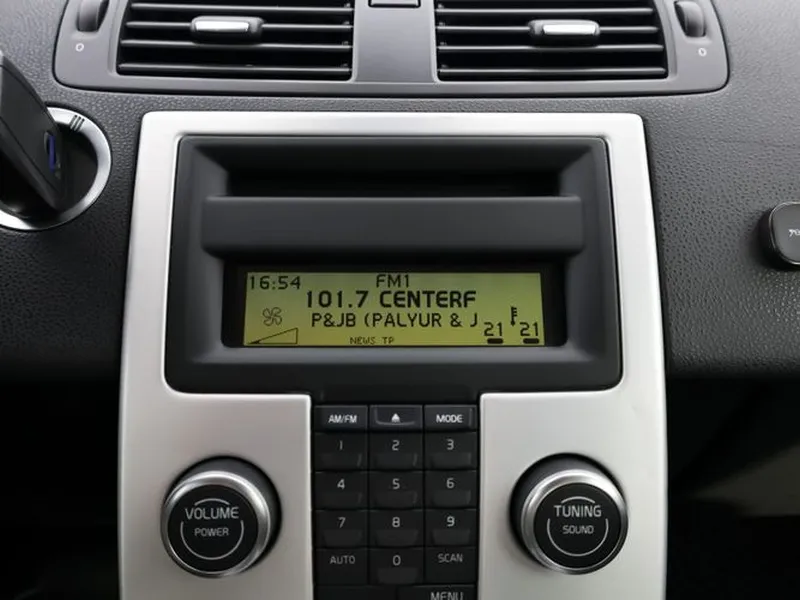 O
O
16:54 FM1
101.7 CENTERF
P&JB (PALYUR & J
21 21
NEWS TP
AM/FM MODE
1 2 3
4 5 6
7 8 9
AUTO 0 SCAN
MENU
VOLUME
POWER
TUNING
SOUND